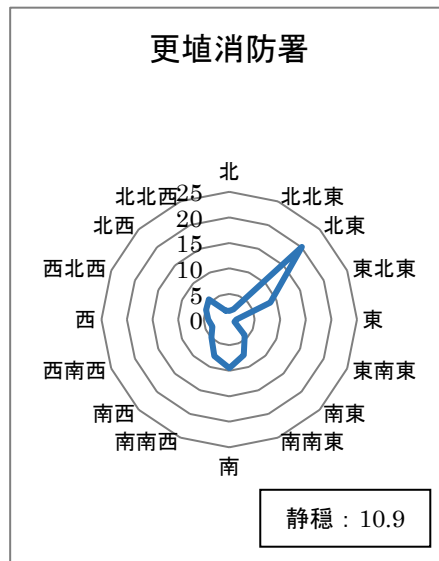 更埴消防署
北
北北西
25
北北東
北西
20
北東
15
西北西
10
東北東
5
西
0
東
西南西
東南東
南西
南東
南南西
南南東
南
静穏：10.9